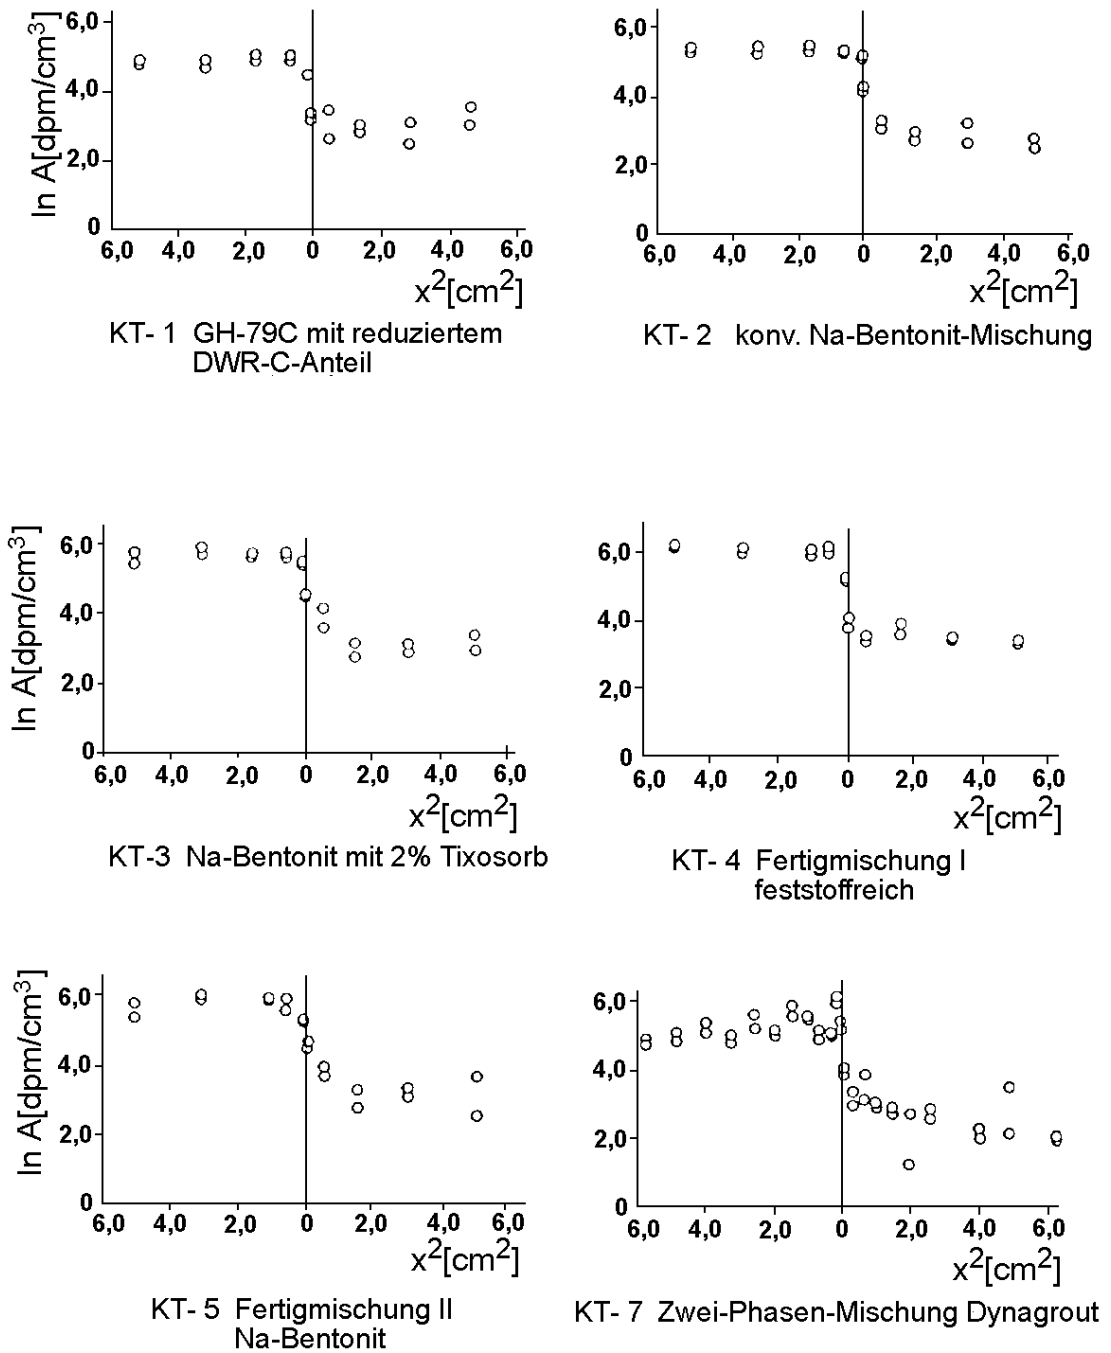 ln A[dpm/cm³]
6,0
4,0
2,0
0
6,0 4,0 2,0 0 2,0 4,0 6,0
x²[cm²]
KT- 1 GH-79C mit reduziertem
DWR-C-Anteil
6,0
4,0
2,0
0
6,0 4,0 2,0 0 2,0 4,0 6,0
x²[cm²]
KT- 2 konv. Na-Bentonit-Mischung
ln A[dpm/cm³]
6,0
4,0
2,0
0
6,0 4,0 2,0 0 2,0 4,0 6,0
x²[cm²]
KT-3 Na-Bentonit mit 2% Tixosorb
6,0
4,0
2,0
0
6,0 4,0 2,0 0 2,0 4,0 6,0
x²[cm²]
KT- 4 Fertigmischung I
feststoffreich
ln A[dpm/cm³]
6,0
4,0
2,0
0
6,0 4,0 2,0 0 2,0 4,0 6,0
x²[cm²]
KT- 5 Fertigmischung II
Na-Bentonit
6,0
4,0
2,0
0
6,0 4,0 2,0 0 2,0 4,0 6,0
x²[cm²]
KT- 7 Zwei-Phasen-Mischung Dynagrout